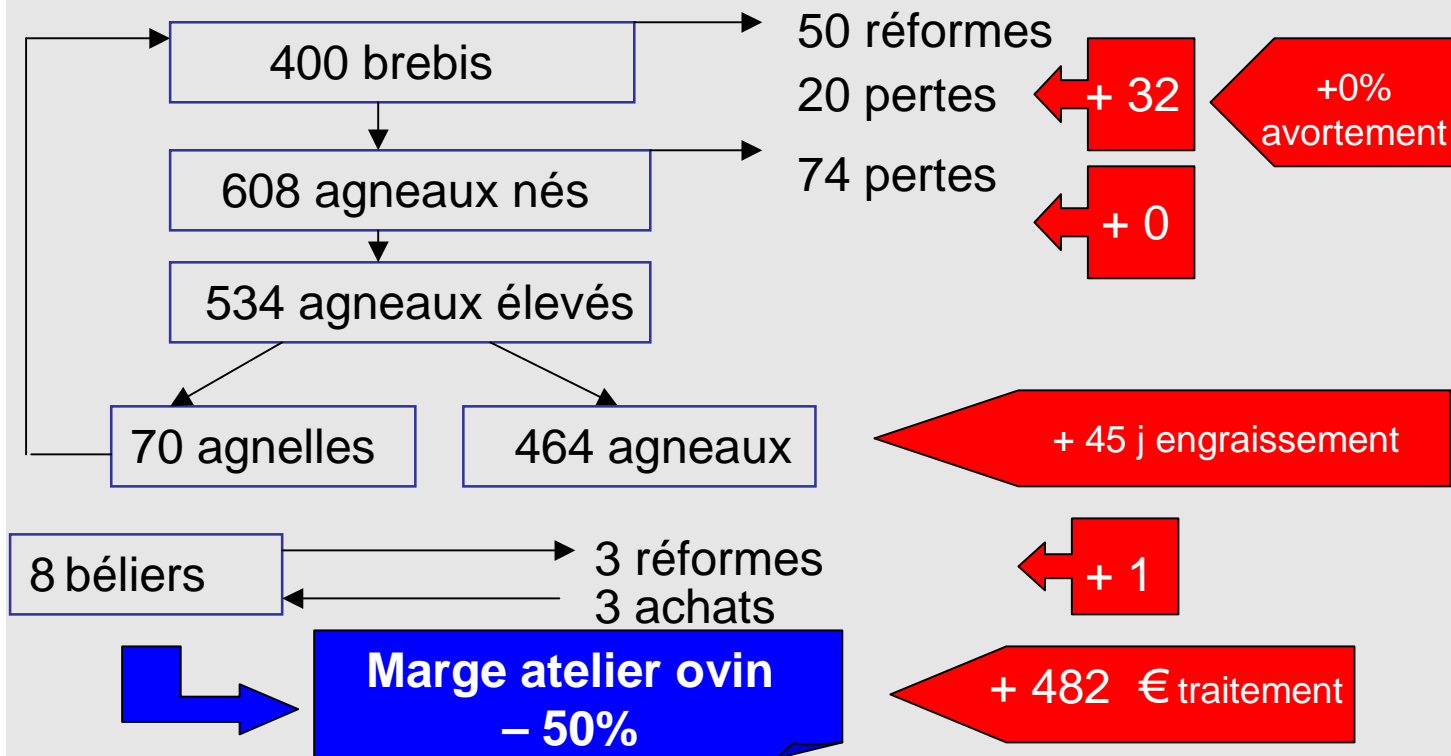 400 brebis
50 réformes
20 pertes
+ 32
+0%
avortement
608 agneaux nés
74 pertes
+ 0
534 agneaux élevés
70 agnelles
464 agneaux
+ 45 j engraissement
8 béliers
3 réformes
3 achats
+ 1
Marge atelier ovin
– 50%
+ 482 € traitement